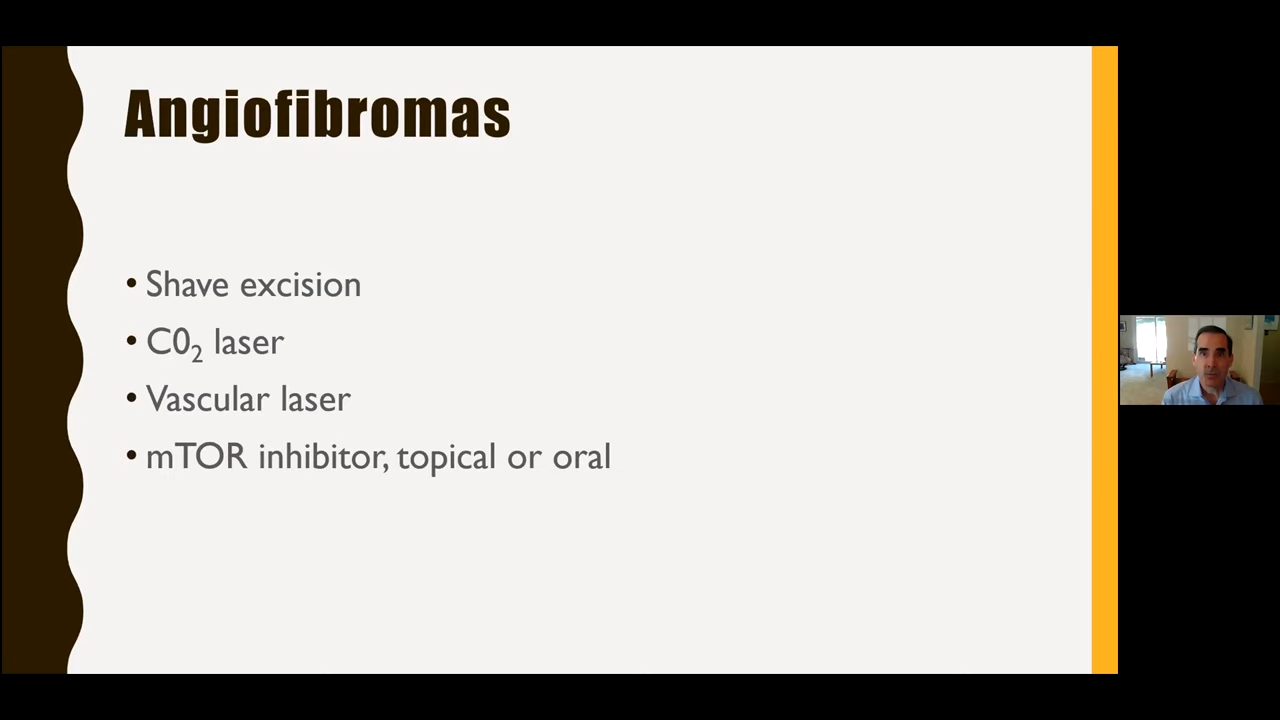 Angiofibromas
• Shave excision
• C0₂ laser
• Vascular laser
• mTOR inhibitor, topical or oral